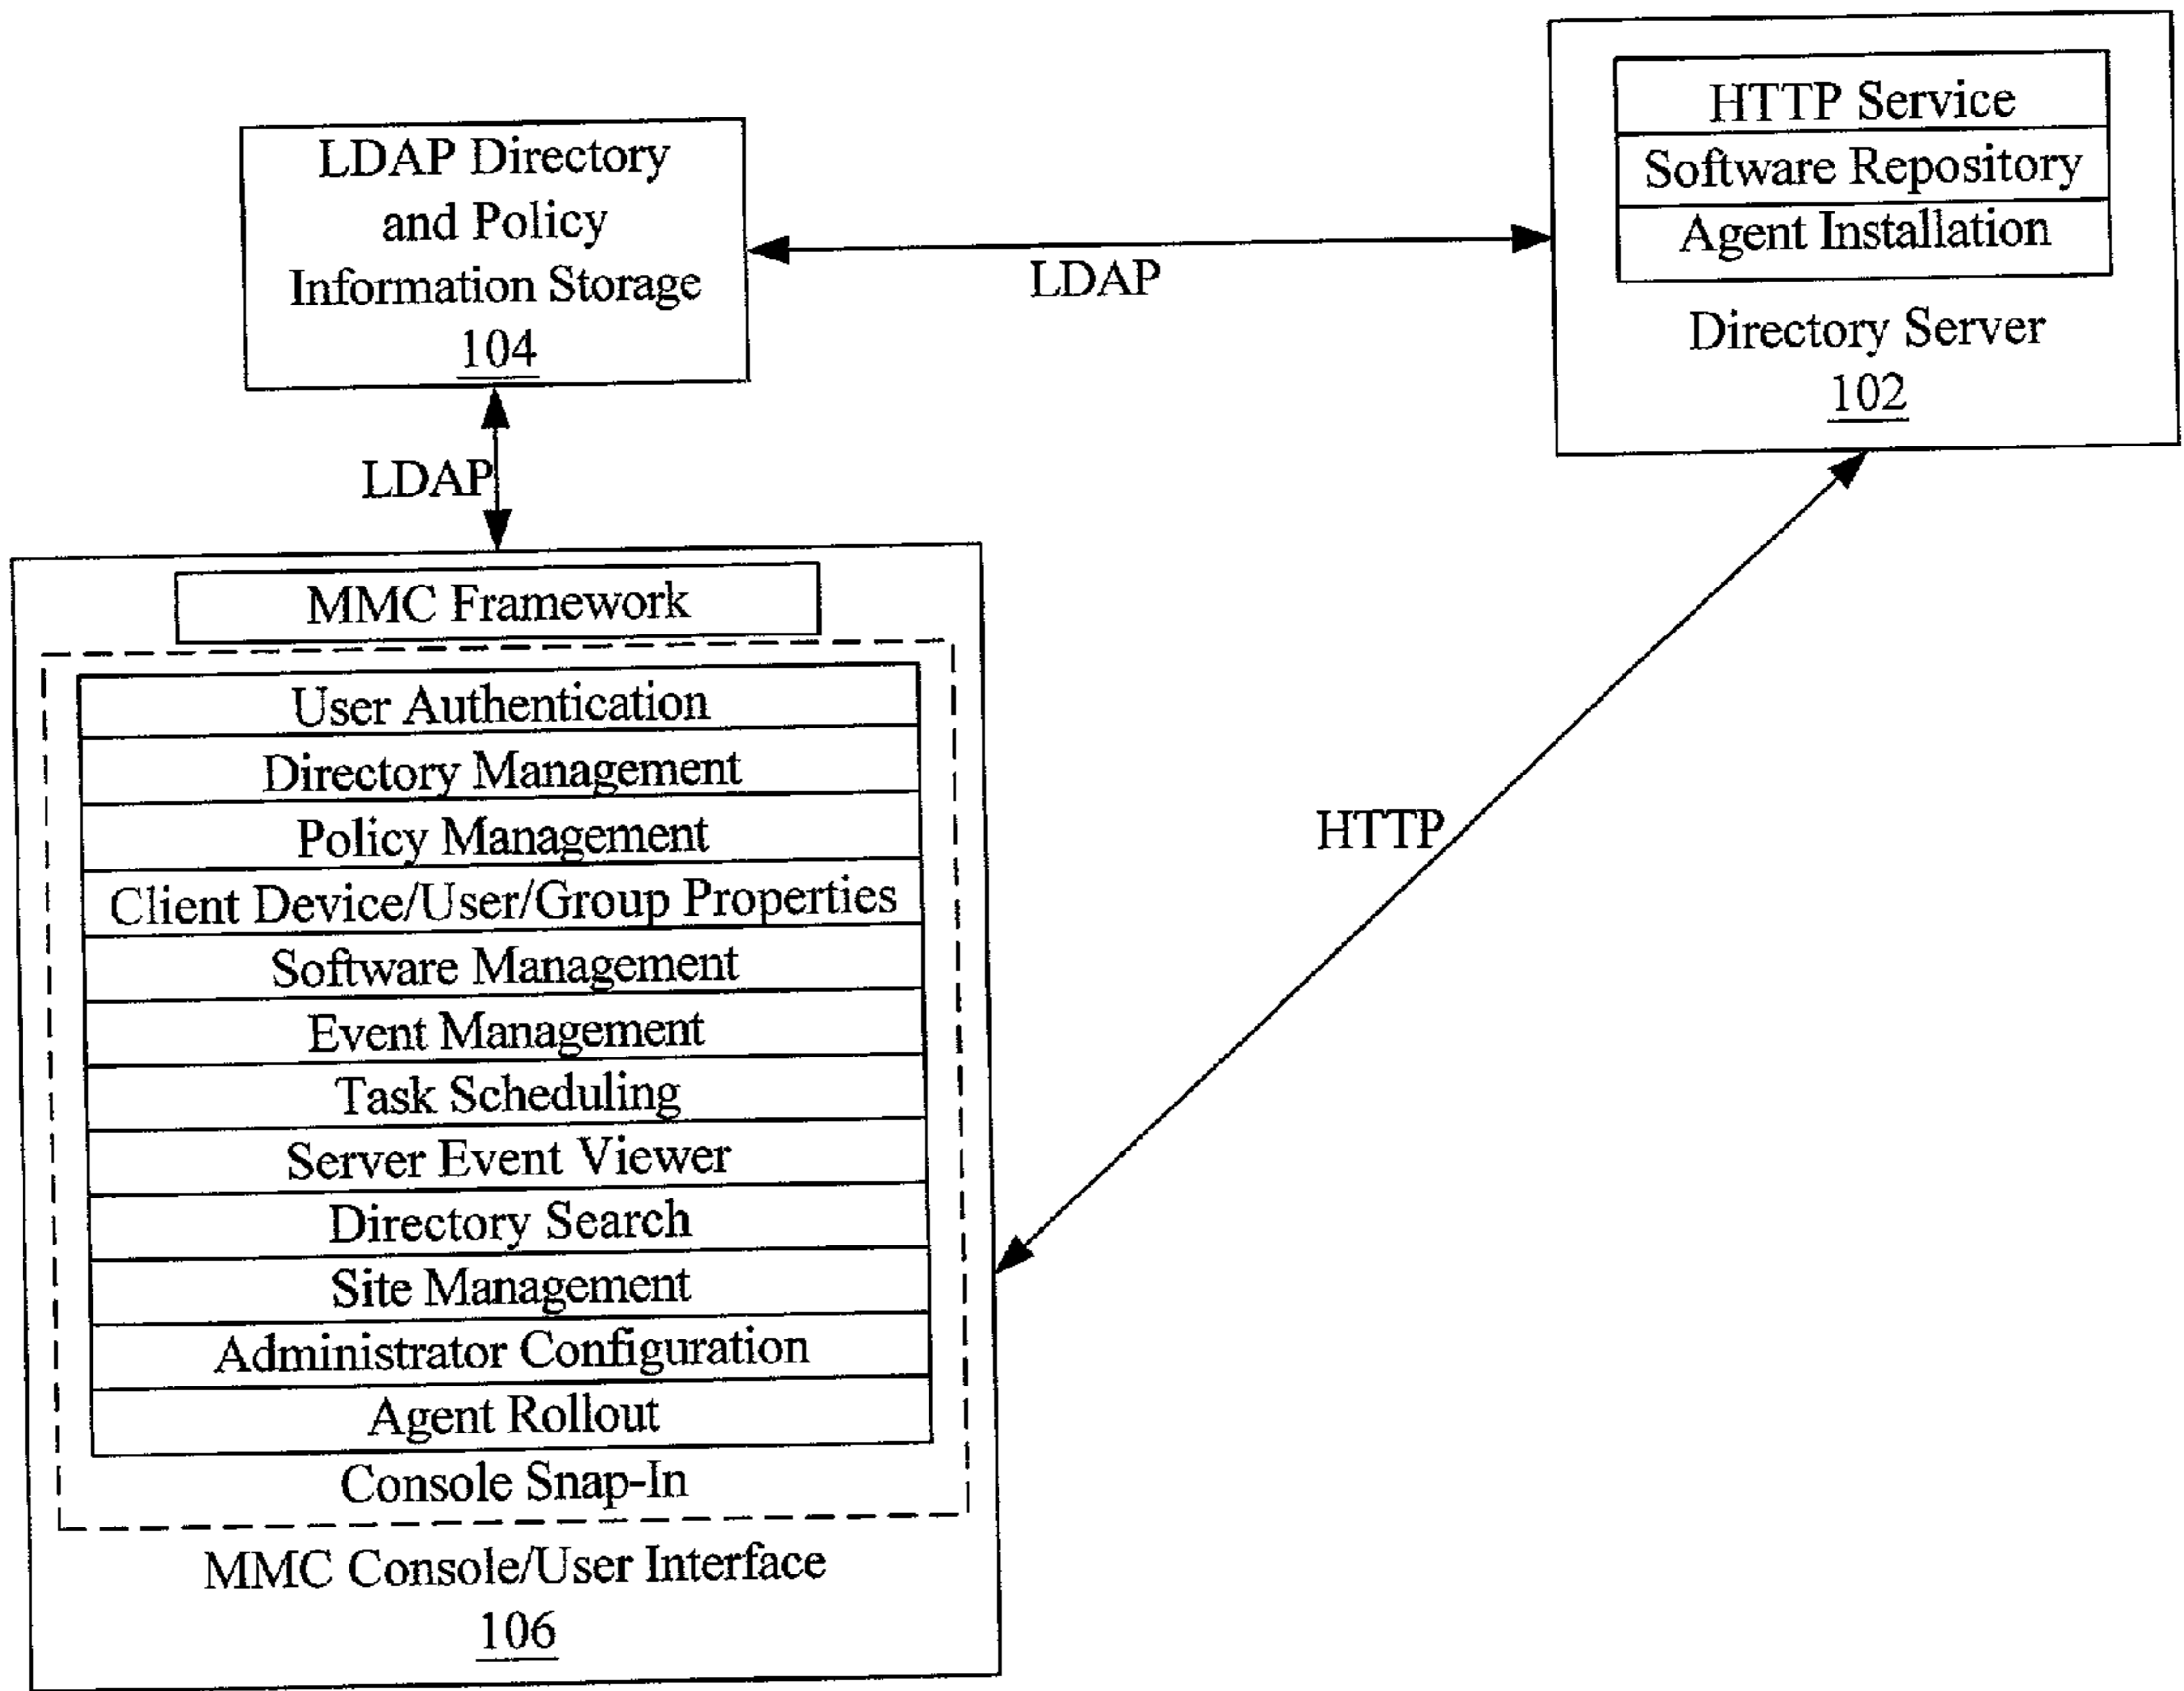 HTTP Service
Software Repository
Agent Installation
Directory Server
102
LDAP Directory
and Policy
Information Storage
104
LDAP
LDAP
MMC Framework
User Authentication
Directory Management
Policy Management
Client Device/User/Group Properties
Software Management
Event Management
Task Scheduling
Server Event Viewer
Directory Search
Site Management
Administrator Configuration
Agent Rollout
Console Snap-In
MMC Console/User Interface
106
HTTP